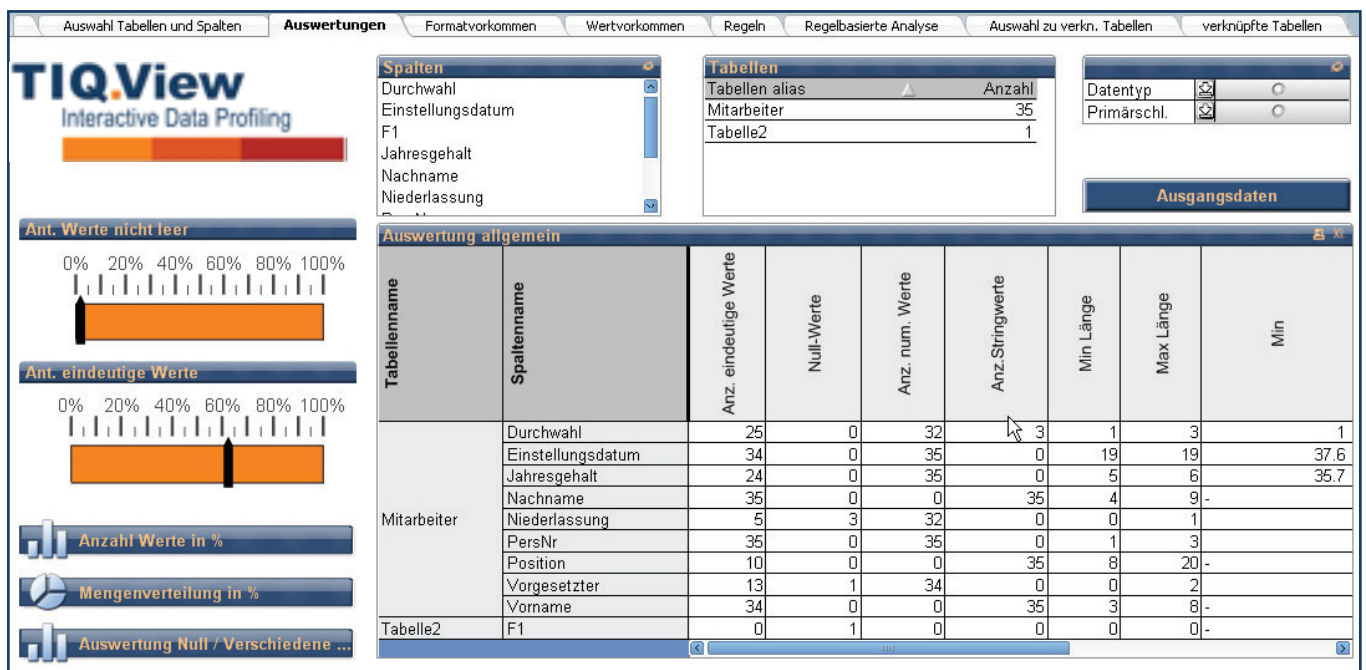 Auswahl Tabellen und Spalten Auswertungen Formatvorkommen Wertvorkommen Regeln Regelbasierte Analyse Auswahl zu verkn. Tabellen verknüpfte Tabellen
TIQ.View
Interactive Data Profiling
Spalten
Durchwahl
Einstellungsdatum
F1
Jahresgehalt
Nachname
Niederlassung
Tabellen
Tabellen alias Anzahl
Mitarbeiter 35
Tabelle2 1
Datentyp
Primärschl.
Ausgangsdaten
Ant. Werte nicht leer
0% 20% 40% 60% 80% 100%
Ant. eindeutige Werte
0% 20% 40% 60% 80% 100%
Anzahl Werte in %
Mengenverteilung in %
Auswertung Null / Verschiedene ...
Auswertung allgemein XL
Tabellenname Spaltenname Anz. eindeutige Werte Null-Werte Anz. num. Werte Anz.Stringwerte Min Länge Max Länge Min
Mitarbeiter
Durchwahl 25 0 32 3 1 3 1
Einstellungsdatum 34 0 35 0 19 19 37.6
Jahresgehalt 24 0 35 0 5 6 35.7
Nachname 35 0 0 35 4 9 -
Niederlassung 5 3 32 0 0 1
PersNr 35 0 35 0 1 3
Position 10 0 0 35 8 20 -
Vorgesetzter 13 1 34 0 0 2
Vorname 34 0 0 35 3 8 -
Tabelle2 F1 0 1 0 0 0 0 -